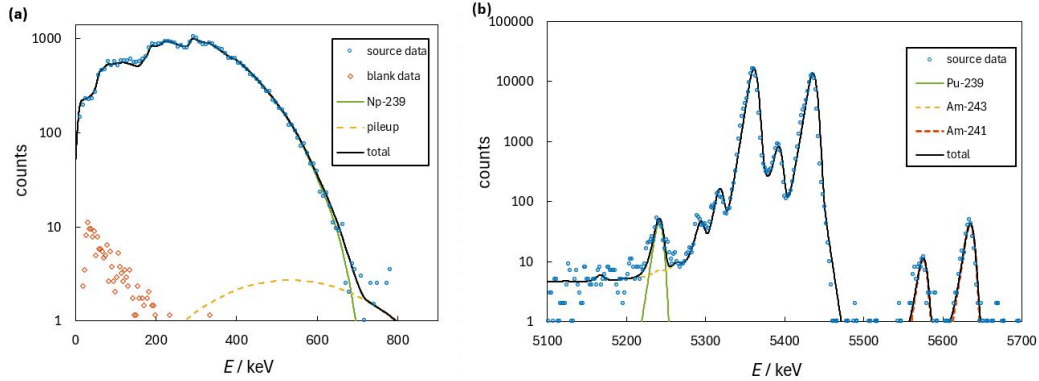 (a)
1000
100
10
1
counts
0
200
400
600
800
E / keV
source data
blank data
Np-239
pileup
total
(b)
100000
10000
1000
100
10
1
counts
5100
5200
5300
5400
5500
5600
5700
E / keV
source data
Pu-239
Am-243
Am-241
total